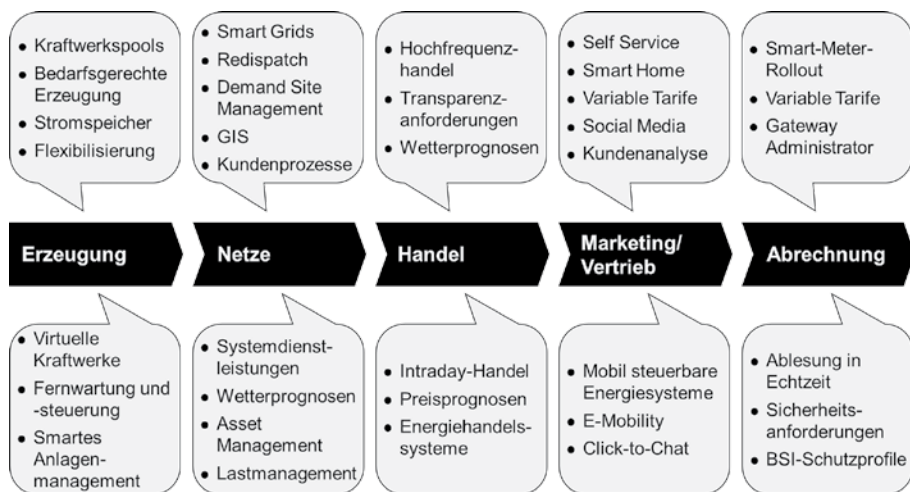 • Kraftwerkspools
• Bedarfsgerechte
Erzeugung
• Stromspeicher
• Flexibilisierung
• Smart Grids
• Redispatch
• Demand Site
Management
• GIS
• Kundenprozesse
• Hochfrequenz-
handel
• Transparenz-
anforderungen
• Wetterprognosen
• Self Service
• Smart Home
• Variable Tarife
• Social Media
• Kundenanalyse
• Smart-Meter-
Rollout
• Variable Tarife
• Gateway
Administrator
Erzeugung
Netze
Handel
Marketing/
Vertrieb
Abrechnung
• Virtuelle
Kraftwerke
• Fernwartung und
-steuerung
• Smartes
Anlagen-
management
• Systemdienst-
leistungen
• Wetterprognosen
• Asset
Management
• Lastmanagement
• Intraday-Handel
• Preisprognosen
• Energiehandels-
systeme
• Mobil steuerbare
Energiesysteme
• E-Mobility
• Click-to-Chat
• Ablesung in
Echtzeit
• Sicherheits-
anforderungen
• BSI-Schutzprofile